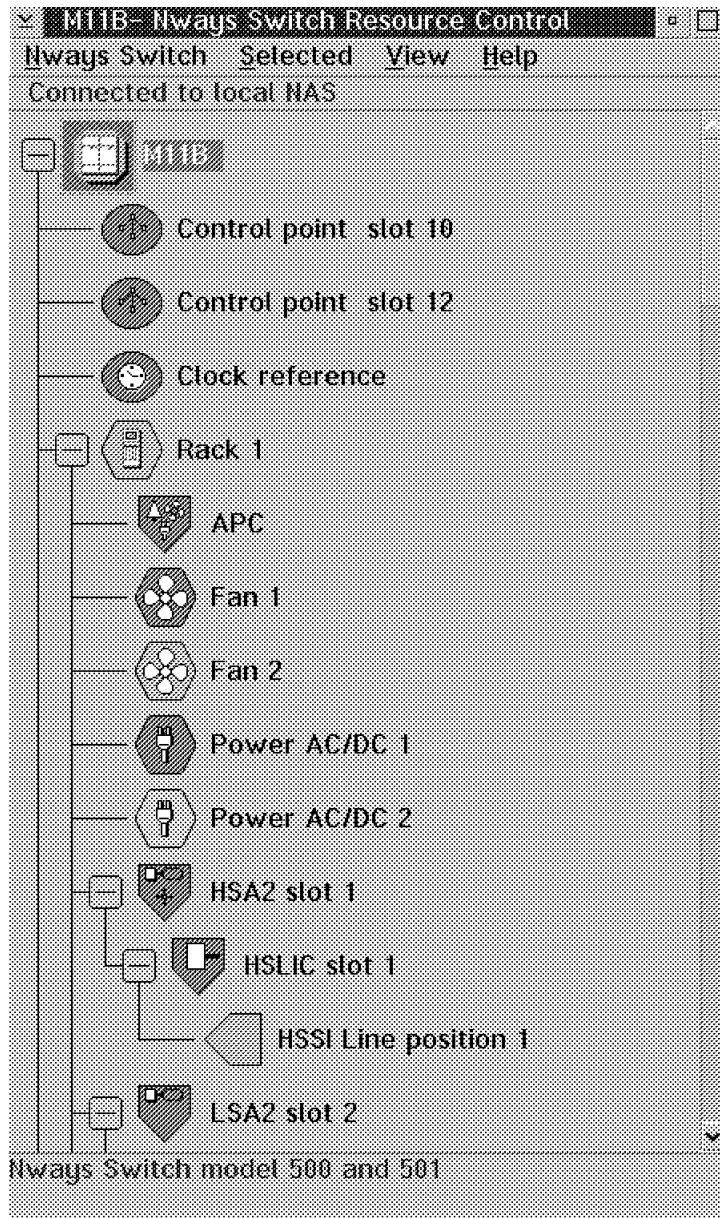 M11B- Nways Switch Resource Control
Nways Switch Selected View Help
Connected to local NAS
M11B
Control point slot 10
Control point slot 12
Clock reference
Rack 1
APC
Fan 1
Fan 2
Power AC/DC 1
Power AC/DC 2
HSA2 slot 1
HSLIC slot 1
HSSI Line position 1
LSA2 slot 2
Nways Switch model 500 and 501